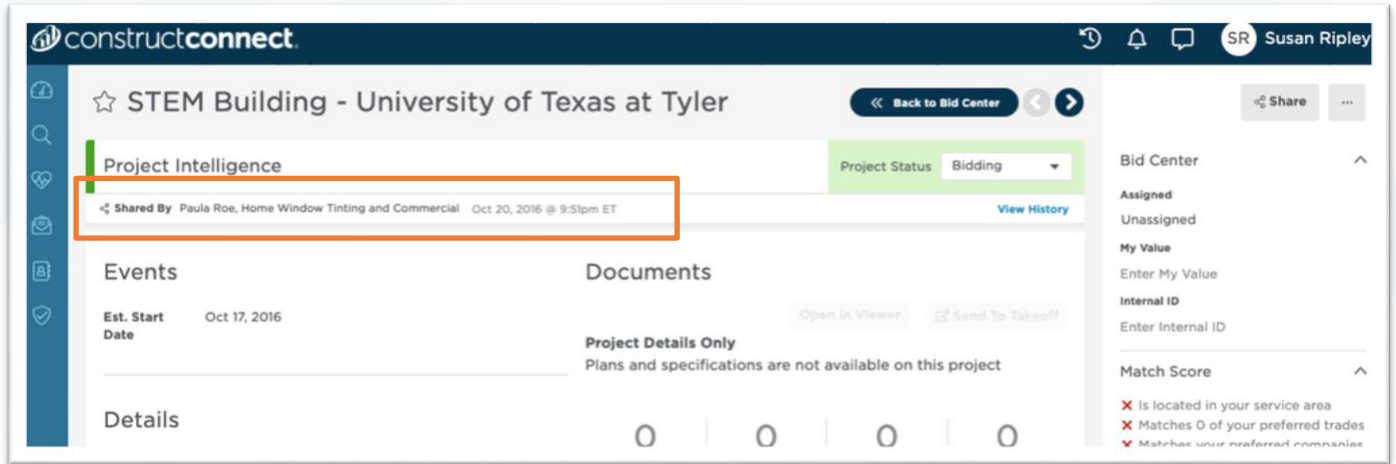 constructconnect.
SR Susan Ripley
STEM Building - University of Texas at Tyler
Back to Bid Center
Project Intelligence
Project Status Bidding
Shared By Paula Roe, Home Window Tinting and Commercial Oct 20, 2016 @ 9:51pm ET
View History
Events
Est. Start Date
Oct 17, 2016
Documents
Open in Viewer
Send To Takeoff
Project Details Only
Plans and specifications are not available on this project
Details
0 0 0 0
Share ...
Bid Center
Assigned
Unassigned
My Value
Enter My Value
Internal ID
Enter Internal ID
Match Score
Is located in your service area
Matches 0 of your preferred trades
Matches your preferred companies